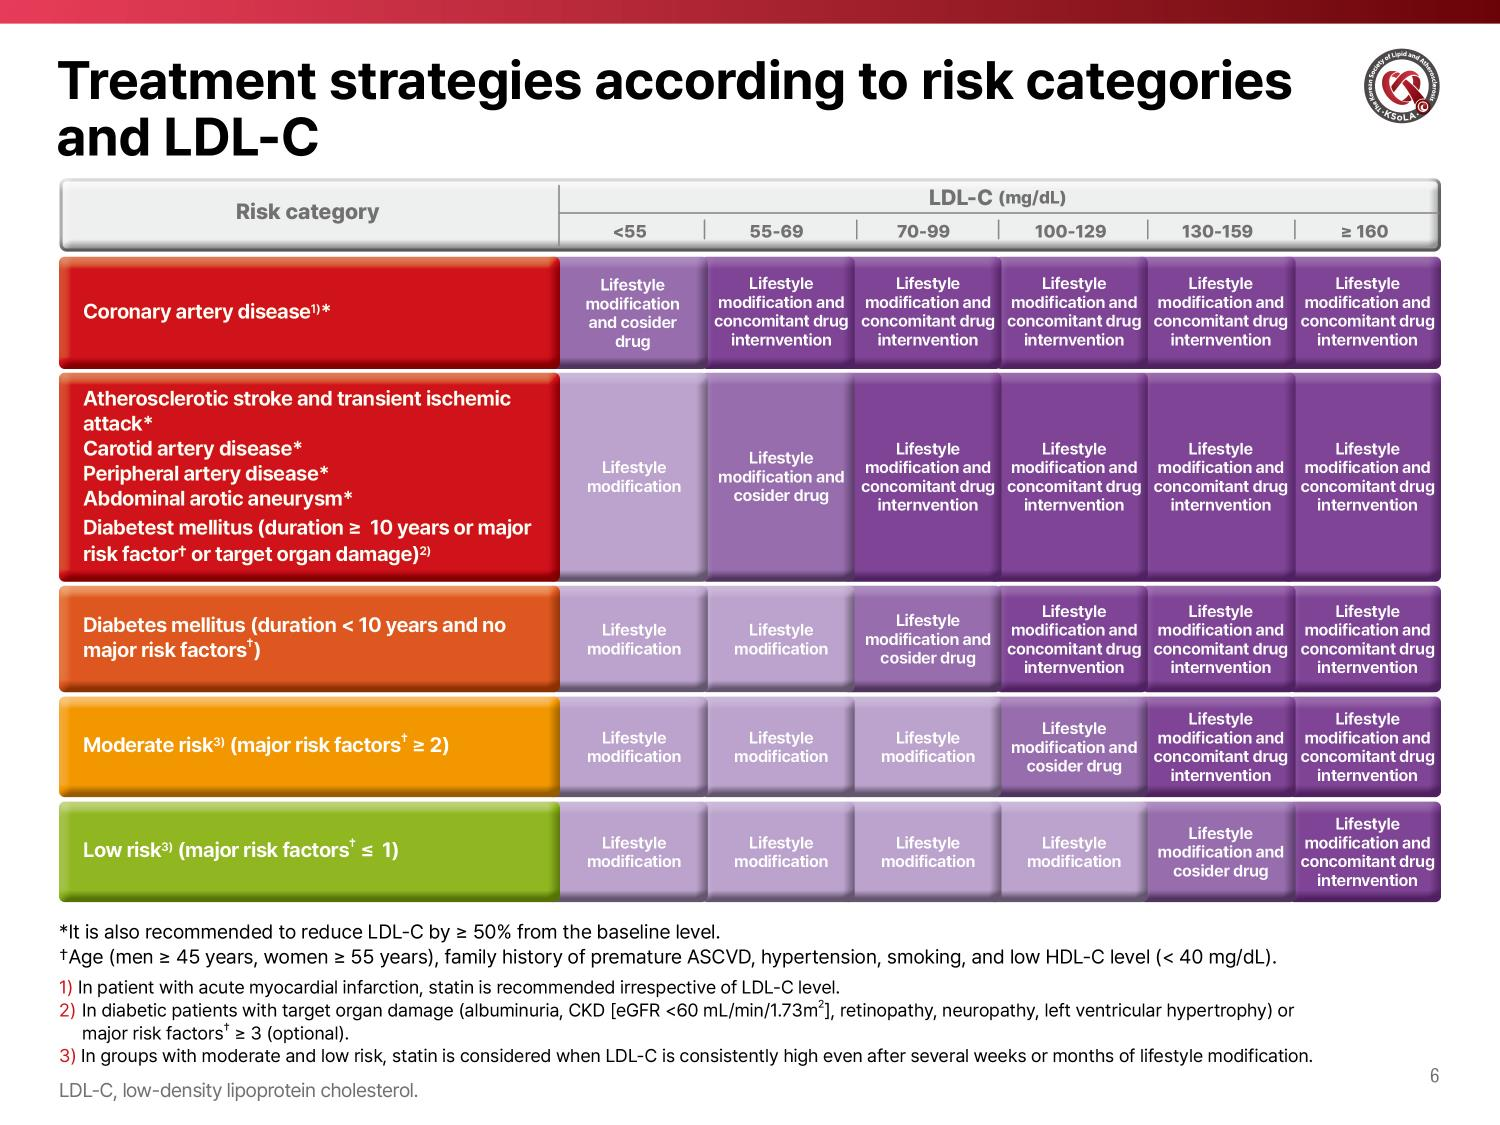 Treatment strategies according to risk categories
and LDL-C
The Korean Society of Lipid and Atherosclerosis
KSoLA
Risk category
LDL-C (mg/dL)
<55
55-69
70-99
100-129
130-159
≥ 160
Coronary artery disease1)*
Lifestyle
modification
and cosider
drug
Lifestyle
modification and
concomitant drug
internvention
Lifestyle
modification and
concomitant drug
internvention
Lifestyle
modification and
concomitant drug
internvention
Lifestyle
modification and
concomitant drug
internvention
Lifestyle
modification and
concomitant drug
internvention
Atherosclerotic stroke and transient ischemic
attack*
Carotid artery disease*
Peripheral artery disease*
Abdominal arotic aneurysm*
Diabetest mellitus (duration ≥ 10 years or major
risk factor† or target organ damage)2)
Lifestyle
modification
Lifestyle
modification and
cosider drug
Lifestyle
modification and
concomitant drug
internvention
Lifestyle
modification and
concomitant drug
internvention
Lifestyle
modification and
concomitant drug
internvention
Lifestyle
modification and
concomitant drug
internvention
Diabetes mellitus (duration < 10 years and no
major risk factors†)
Lifestyle
modification
Lifestyle
modification
Lifestyle
modification and
cosider drug
Lifestyle
modification and
concomitant drug
internvention
Lifestyle
modification and
concomitant drug
internvention
Lifestyle
modification and
concomitant drug
internvention
Moderate risk3) (major risk factors† ≥ 2)
Lifestyle
modification
Lifestyle
modification
Lifestyle
modification
Lifestyle
modification and
cosider drug
Lifestyle
modification and
concomitant drug
internvention
Lifestyle
modification and
concomitant drug
internvention
Low risk3) (major risk factors† ≤ 1)
Lifestyle
modification
Lifestyle
modification
Lifestyle
modification
Lifestyle
modification
Lifestyle
modification and
cosider drug
Lifestyle
modification and
concomitant drug
internvention
*It is also recommended to reduce LDL-C by ≥ 50% from the baseline level.
†Age (men ≥ 45 years, women ≥ 55 years), family history of premature ASCVD, hypertension, smoking, and low HDL-C level (< 40 mg/dL).
1) In patient with acute myocardial infarction, statin is recommended irrespective of LDL-C level.
2) In diabetic patients with target organ damage (albuminuria, CKD [eGFR <60 mL/min/1.73m2], retinopathy, neuropathy, left ventricular hypertrophy) or
major risk factors† ≥ 3 (optional).
3) In groups with moderate and low risk, statin is considered when LDL-C is consistently high even after several weeks or months of lifestyle modification.
LDL-C, low-density lipoprotein cholesterol.
6